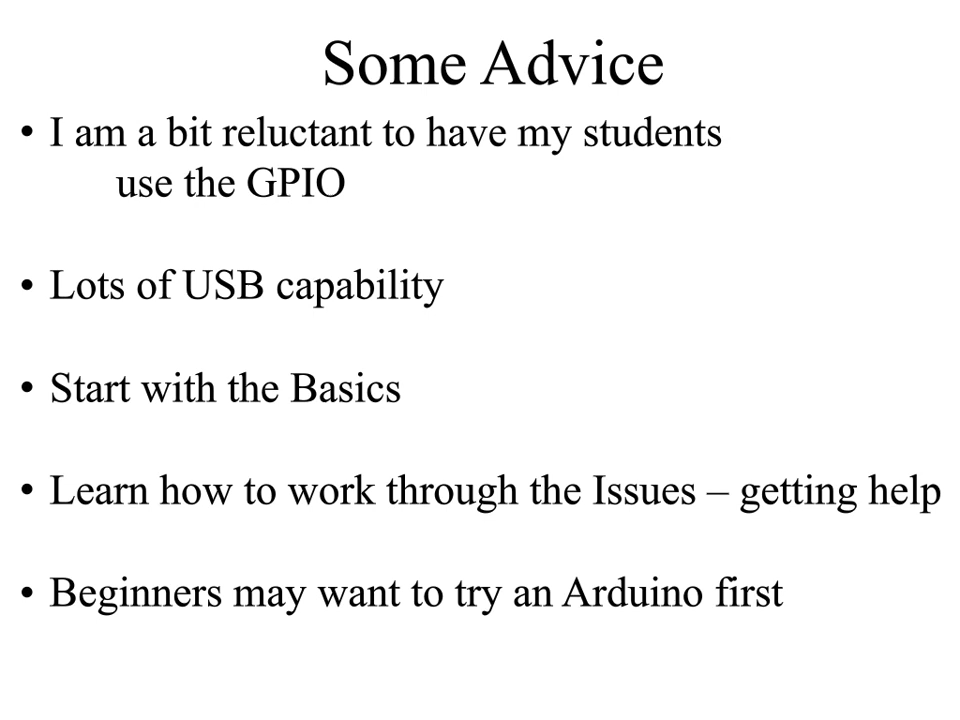 Some Advice
• I am a bit reluctant to have my students
use the GPIO
• Lots of USB capability
• Start with the Basics
• Learn how to work through the Issues – getting help
• Beginners may want to try an Arduino first